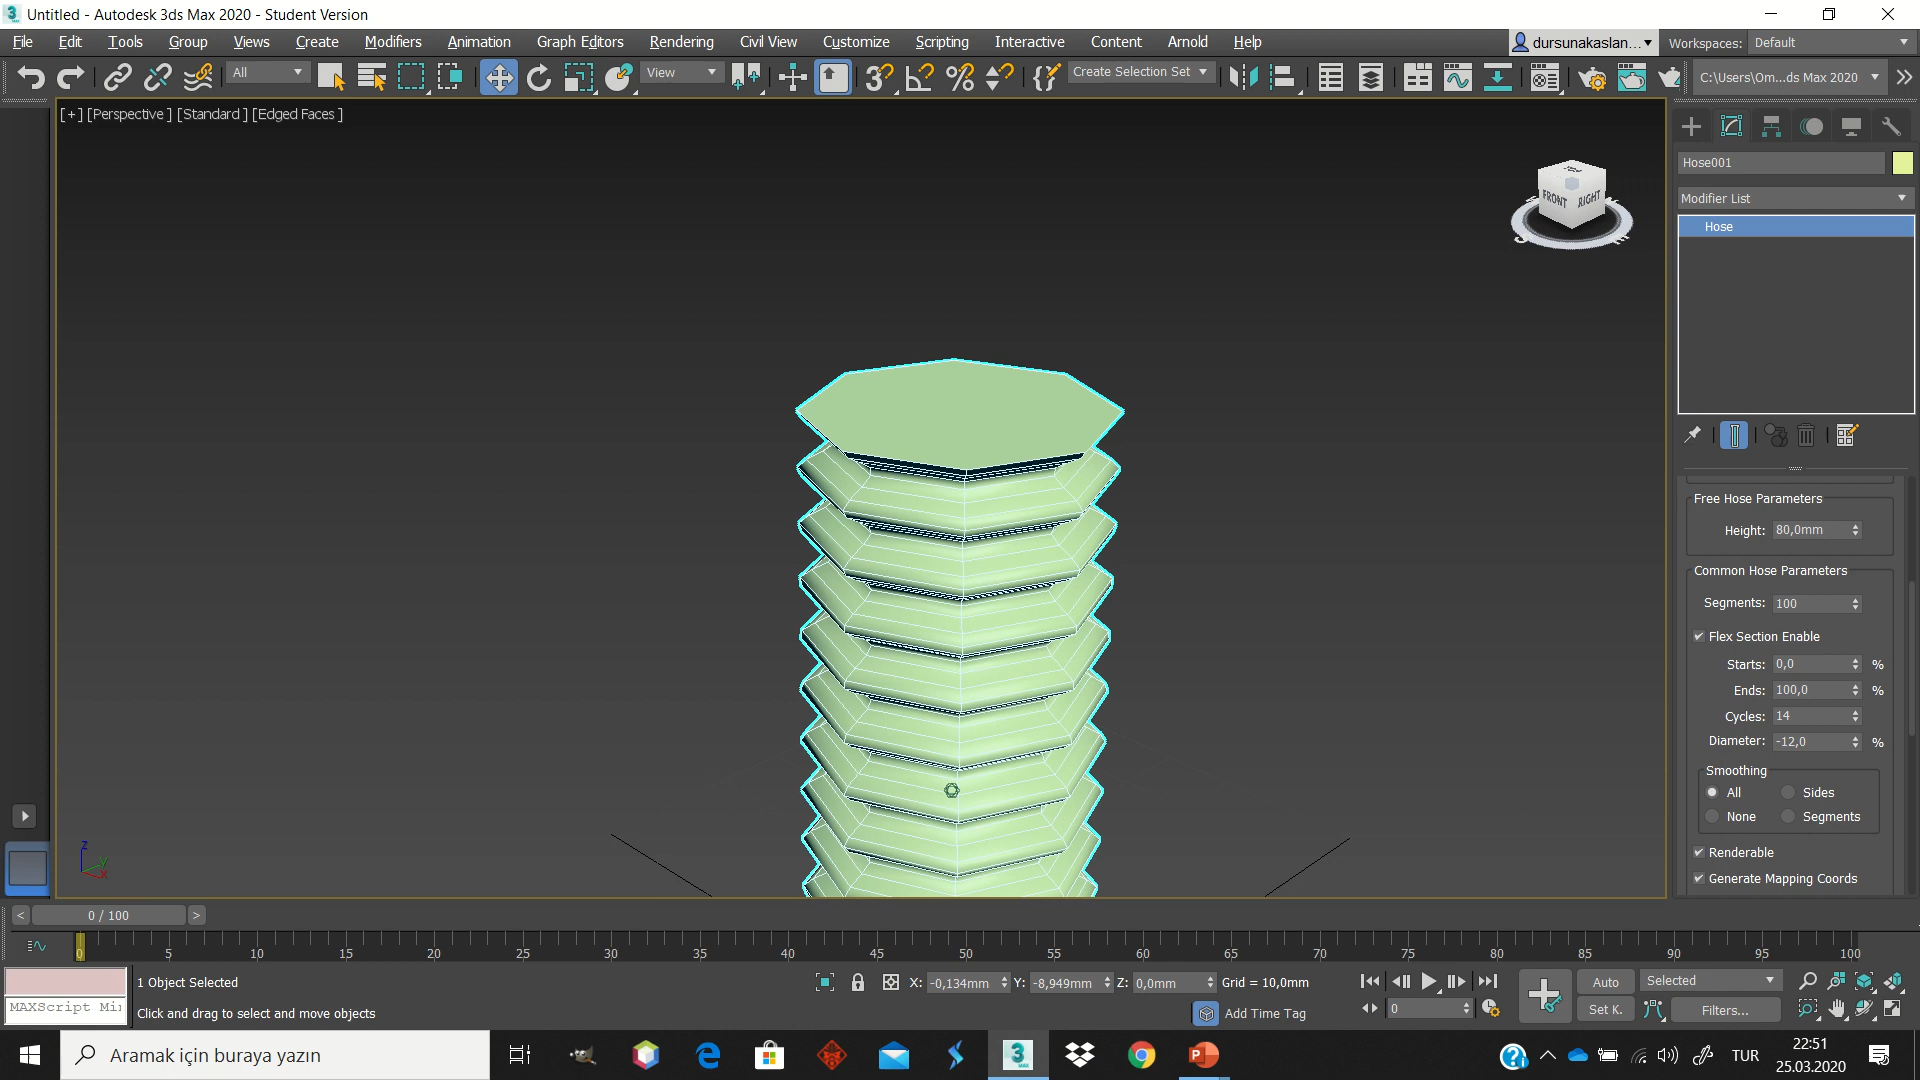 Untitled - Autodesk 3ds Max 2020 - Student Version
File Edit Tools Group Views Create Modifiers Animation Graph Editors Rendering Civil View Customize Scripting Interactive Content Arnold Help
dursunakaslan... Workspaces: Default
All View Create Selection Set C:\Users\Om...ds Max 2020
[+] [Perspective ] [Standard ] [Edged Faces ]
FRONT RIGHT
Hose001
Modifier List
Hose
Free Hose Parameters
Height: 80,0mm
Common Hose Parameters
Segments: 100
Flex Section Enable
Starts: 0,0 %
Ends: 100,0 %
Cycles: 14
Diameter: -12,0 %
Smoothing
All Sides
None Segments
Renderable
Generate Mapping Coords
z
y
x
< 0 / 100 >
0 5 10 15 20 25 30 35 40 45 50 55 60 65 70 75 80 85 90 95 100
1 Object Selected
X: -0,134mm Y: -8,949mm Z: 0,0mm Grid = 10,0mm
Auto Selected
MAXScript Mi
Click and drag to select and move objects
Add Time Tag
0
Set K. Filters...
Aramak için buraya yazın
TUR
22:51
25.03.2020